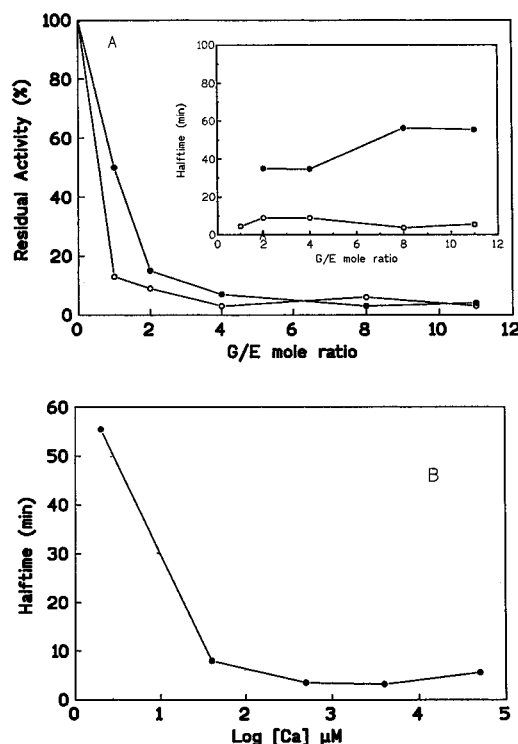 A
100
80
60
40
20
0
Residual Activity (%)
0 2 4 6 8 10 12
G/E mole ratio
100
80
60
40
20
0
Halftime (min)
0 2 4 6 8 10 12
G/E mole ratio
B
60
50
40
30
20
10
0
Halftime (min)
0 1 2 3 4 5
Log [Ca] µM